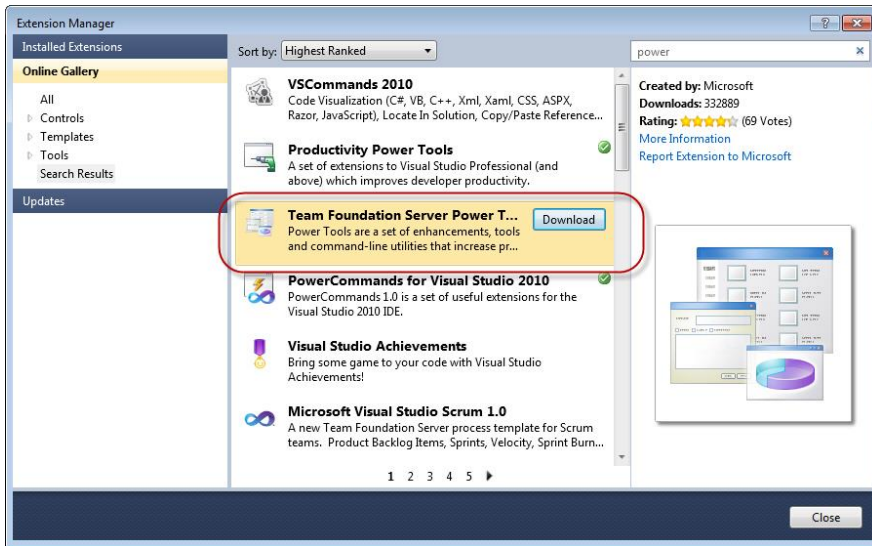 Extension Manager
Installed Extensions
Online Gallery
All
Controls
Templates
Tools
Search Results
Updates
Sort by: Highest Ranked
VSCommands 2010
Code Visualization (C#, VB, C++, Xml, Xaml, CSS, ASPX,
Razor, JavaScript), Locate In Solution, Copy/Paste Reference...
Productivity Power Tools
A set of extensions to Visual Studio Professional (and
above) which improves developer productivity.
Team Foundation Server Power T...
Download
Power Tools are a set of enhancements, tools
and command-line utilities that increase pr...
PowerCommands for Visual Studio 2010
PowerCommands 1.0 is a set of useful extensions for the
Visual Studio 2010 IDE.
Visual Studio Achievements
Bring some game to your code with Visual Studio
Achievements!
Microsoft Visual Studio Scrum 1.0
A new Team Foundation Server process template for Scrum
teams. Product Backlog Items, Sprints, Velocity, Sprint Burn...
1 2 3 4 5
power
Created by: Microsoft
Downloads: 332889
Rating: (69 Votes)
More Information
Report Extension to Microsoft
Close